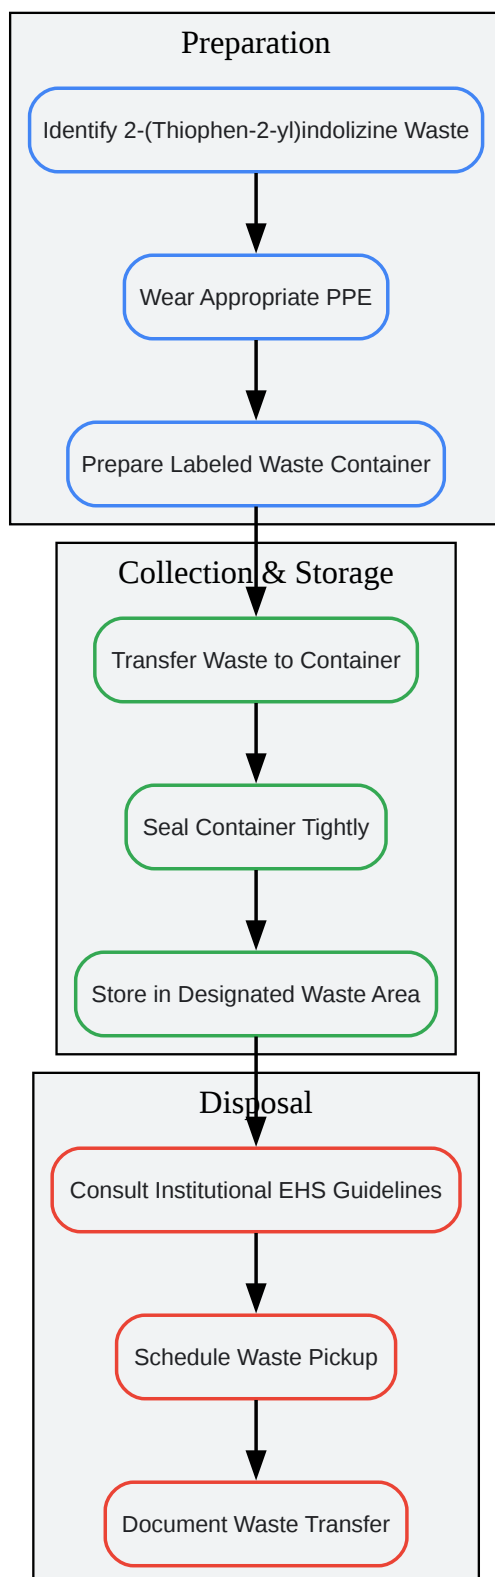 Preparation
Identify 2-(Thiophen-2-yl)indolizine Waste
Wear Appropriate PPE
Prepare Labeled Waste Container
Collection & Storage
Transfer Waste to Container
Seal Container Tightly
Store in Designated Waste Area
Disposal
Consult Institutional EHS Guidelines
Schedule Waste Pickup
Document Waste Transfer